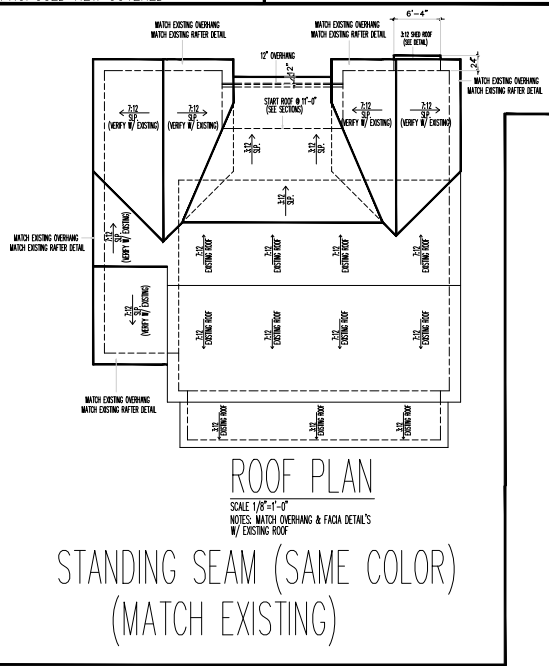 6'-4"
MATCH EXISTING OVERHANG
MATCH EXISTING RAFTER DETAIL
MATCH EXISTING OVERHANG
MATCH EXISTING RAFTER DETAIL
3:12 SHED ROOF
(SEE DETAIL)
12" OVERHANG
12"
MATCH EXISTING OVERHANG
MATCH EXISTING RAFTER DETAIL
START ROOF @ 11'-0"
(SEE SECTIONS)
7:12
SLP.
(VERIFY W/ EXISTING)
7:12
SLP.
(VERIFY W/ EXISTING)
7:12
SLP.
(VERIFY W/ EXISTING)
7:12
SLP.
(VERIFY W/ EXISTING)
3:12
SLP.
3:12
SLP.
3:12
SLP.
MATCH EXISTING OVERHANG
MATCH EXISTING RAFTER DETAIL
7:12
SLP.
(VERIFY W/ EXISTING)
7:12
EXISTING ROOF
7:12
EXISTING ROOF
7:12
EXISTING ROOF
7:12
EXISTING ROOF
7:12
SLP.
(VERIFY W/ EXISTING)
7:12
EXISTING ROOF
7:12
EXISTING ROOF
7:12
EXISTING ROOF
7:12
EXISTING ROOF
MATCH EXISTING OVERHANG
MATCH EXISTING RAFTER DETAIL
3:12
EXISTING ROOF
3:12
EXISTING ROOF
3:12
EXISTING ROOF
ROOF PLAN
SCALE 1/8"=1'-0"
NOTES: MATCH OVERHANG & FACIA DETAIL'S
W/ EXISTING ROOF
STANDING SEAM (SAME COLOR)
(MATCH EXISTING)